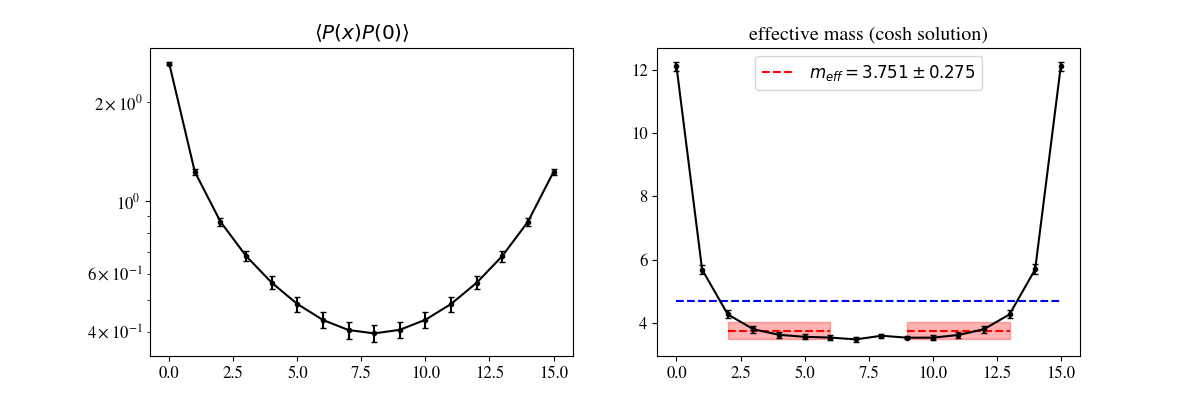 ⟨P(x)P(0)⟩
2 × 10⁰
10⁰
6 × 10⁻¹
4 × 10⁻¹
0.0 2.5 5.0 7.5 10.0 12.5 15.0
effective mass (cosh solution)
m_eff = 3.751 ± 0.275
12
10
8
6
4
0.0 2.5 5.0 7.5 10.0 12.5 15.0